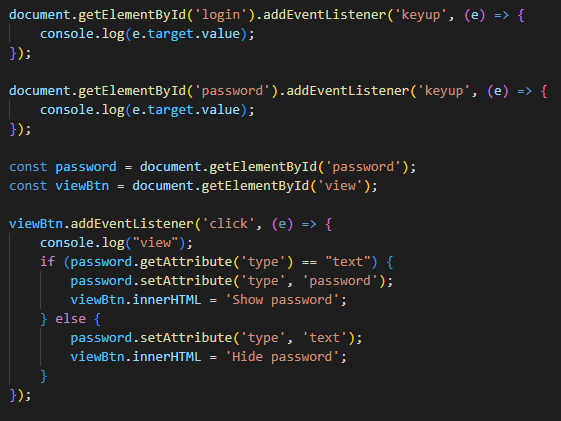 document.getElementById('login').addEventListener('keyup', (e) => {
    console.log(e.target.value);
});

document.getElementById('password').addEventListener('keyup', (e) => {
    console.log(e.target.value);
});

const password = document.getElementById('password');
const viewBtn = document.getElementById('view');

viewBtn.addEventListener('click', (e) => {
    console.log("view");
    if (password.getAttribute('type') == "text") {
        password.setAttribute('type', 'password');
        viewBtn.innerHTML = 'Show password';
    } else {
        password.setAttribute('type', 'text');
        viewBtn.innerHTML = 'Hide password';
    }
});